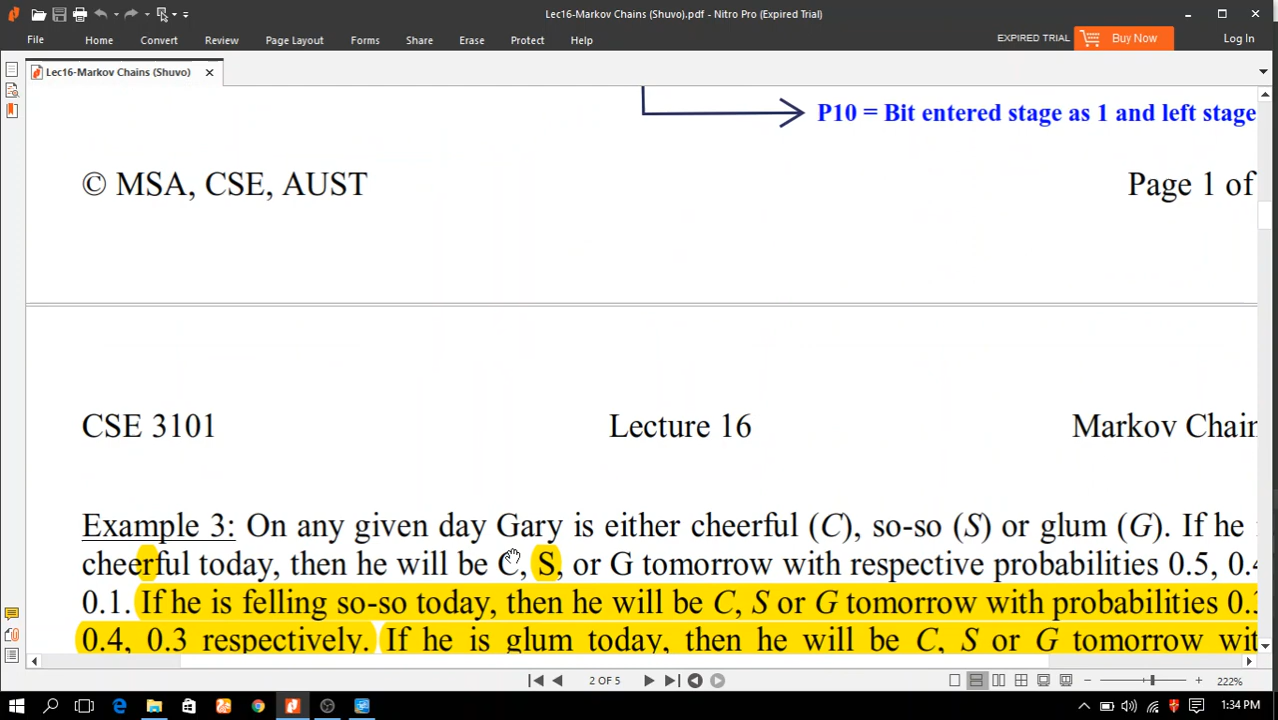 Lec16-Markov Chains (Shuvo).pdf - Nitro Pro (Expired Trial)
File Home Convert Review Page Layout Forms Share Erase Protect Help EXPIRED TRIAL Buy Now Log In
Lec16-Markov Chains (Shuvo)
P10 = Bit entered stage as 1 and left stage
© MSA, CSE, AUST Page 1 of
CSE 3101 Lecture 16 Markov Chain
Example 3: On any given day Gary is either cheerful (C), so-so (S) or glum (G). If he
cheerful today, then he will be C, S, or G tomorrow with respective probabilities 0.5, 0.4
0.1. If he is felling so-so today, then he will be C, S or G tomorrow with probabilities 0.3
0.4, 0.3 respectively. If he is glum today, then he will be C, S or G tomorrow wit
2 OF 5 222%
1:34 PM